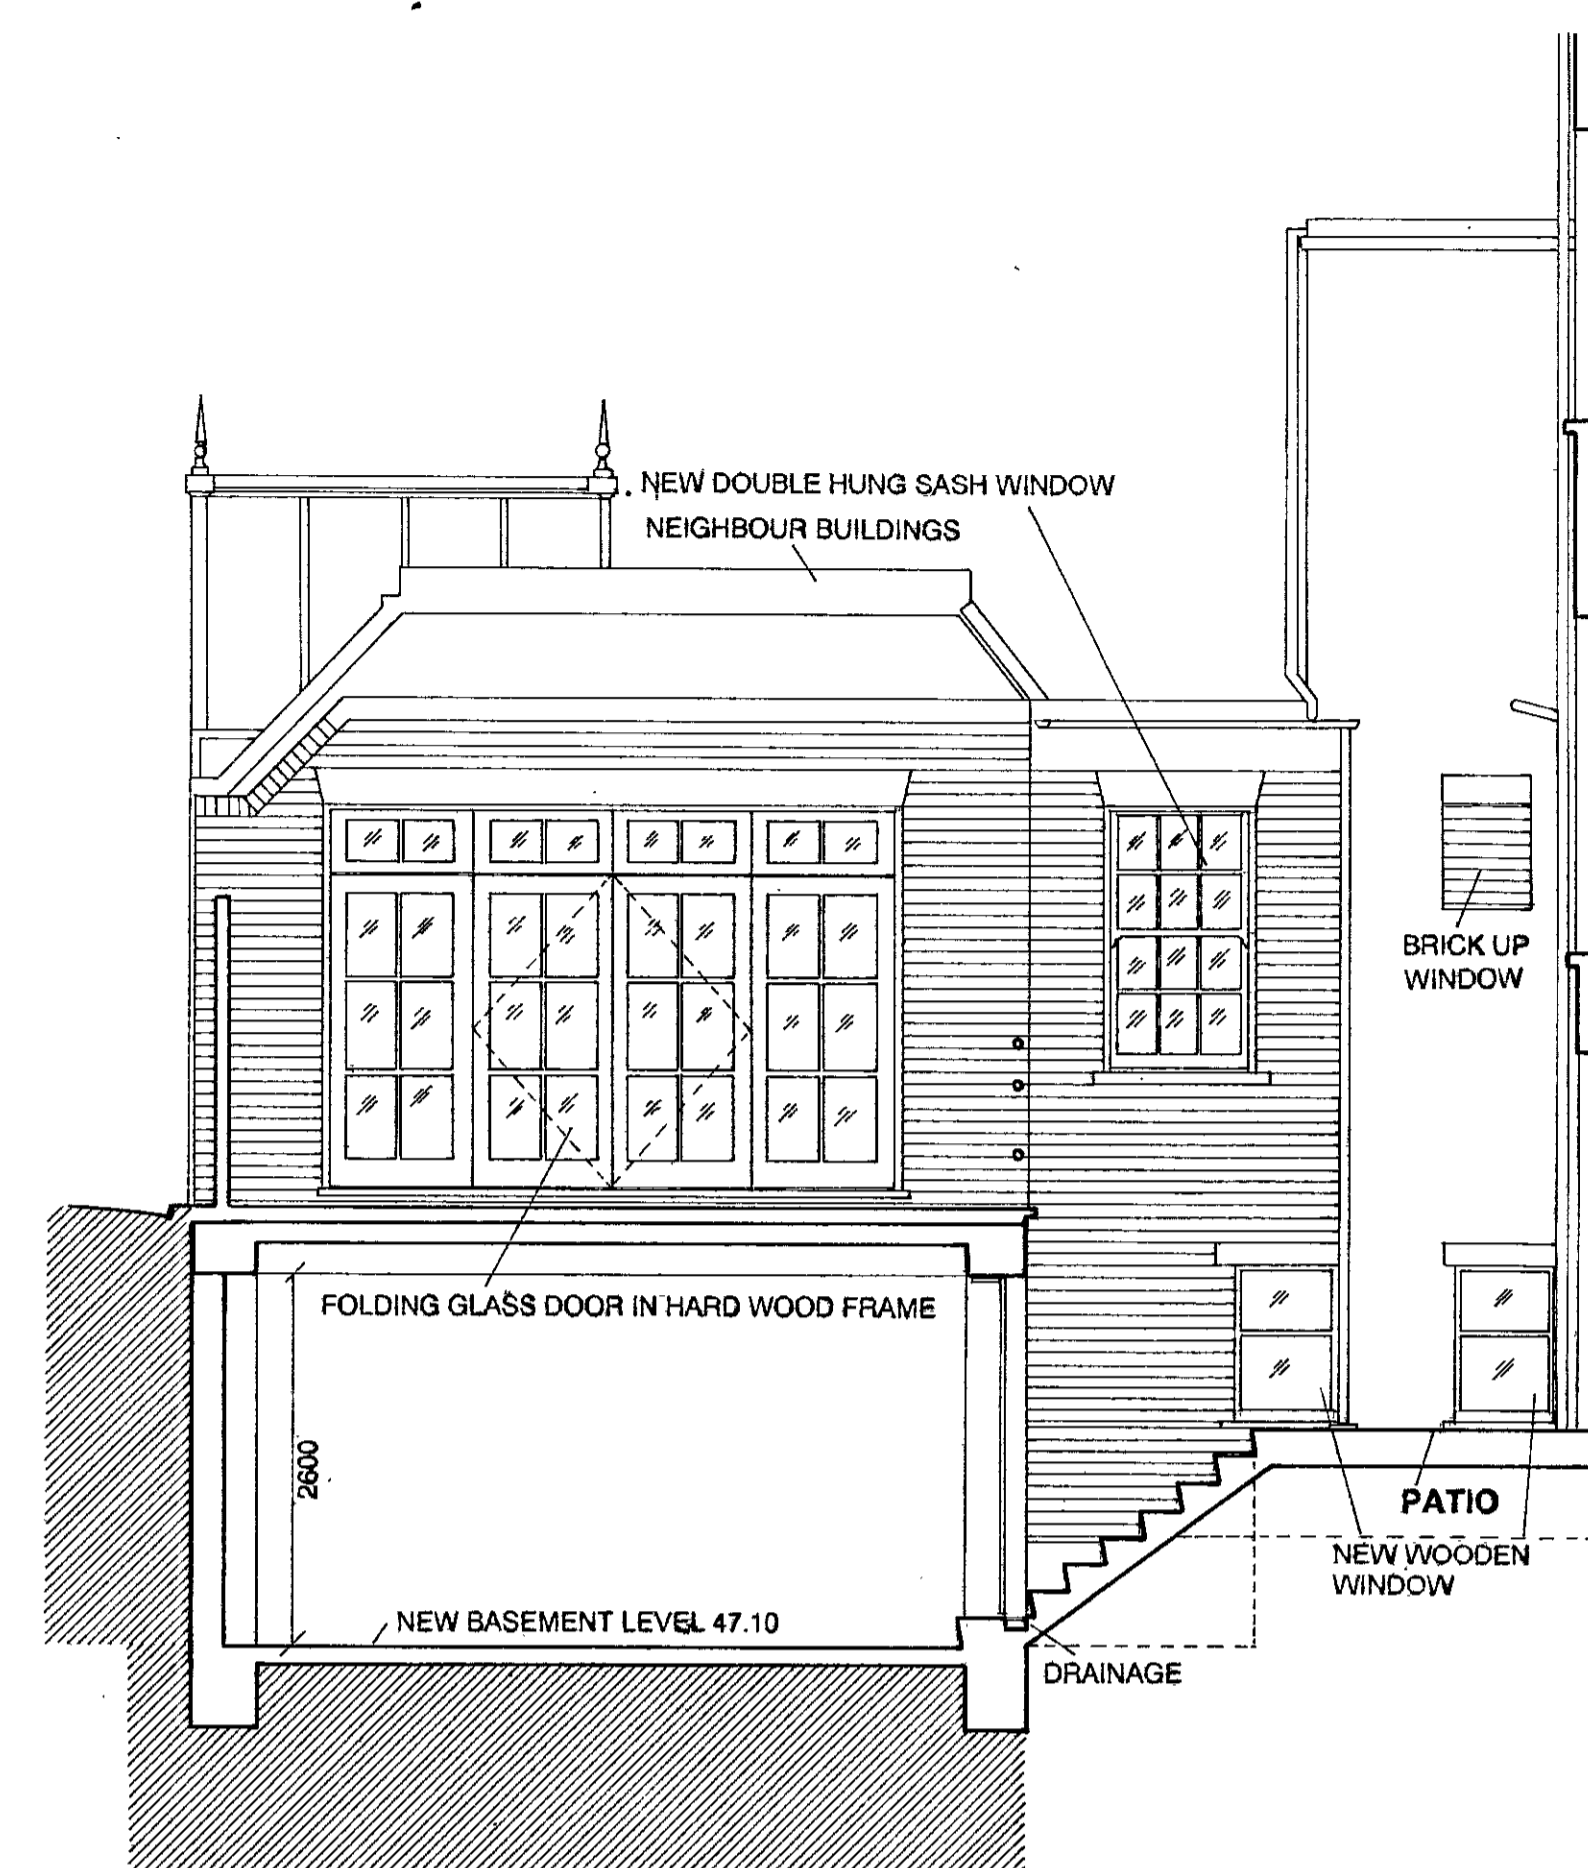 NEW DOUBLE HUNG SASH WINDOW
NEIGHBOUR BUILDINGS
BRICK UP
WINDOW
FOLDING GLASS DOOR IN HARD WOOD FRAME
2600
PATIO
NEW WOODEN
WINDOW
NEW BASEMENT LEVEL 47.10
DRAINAGE